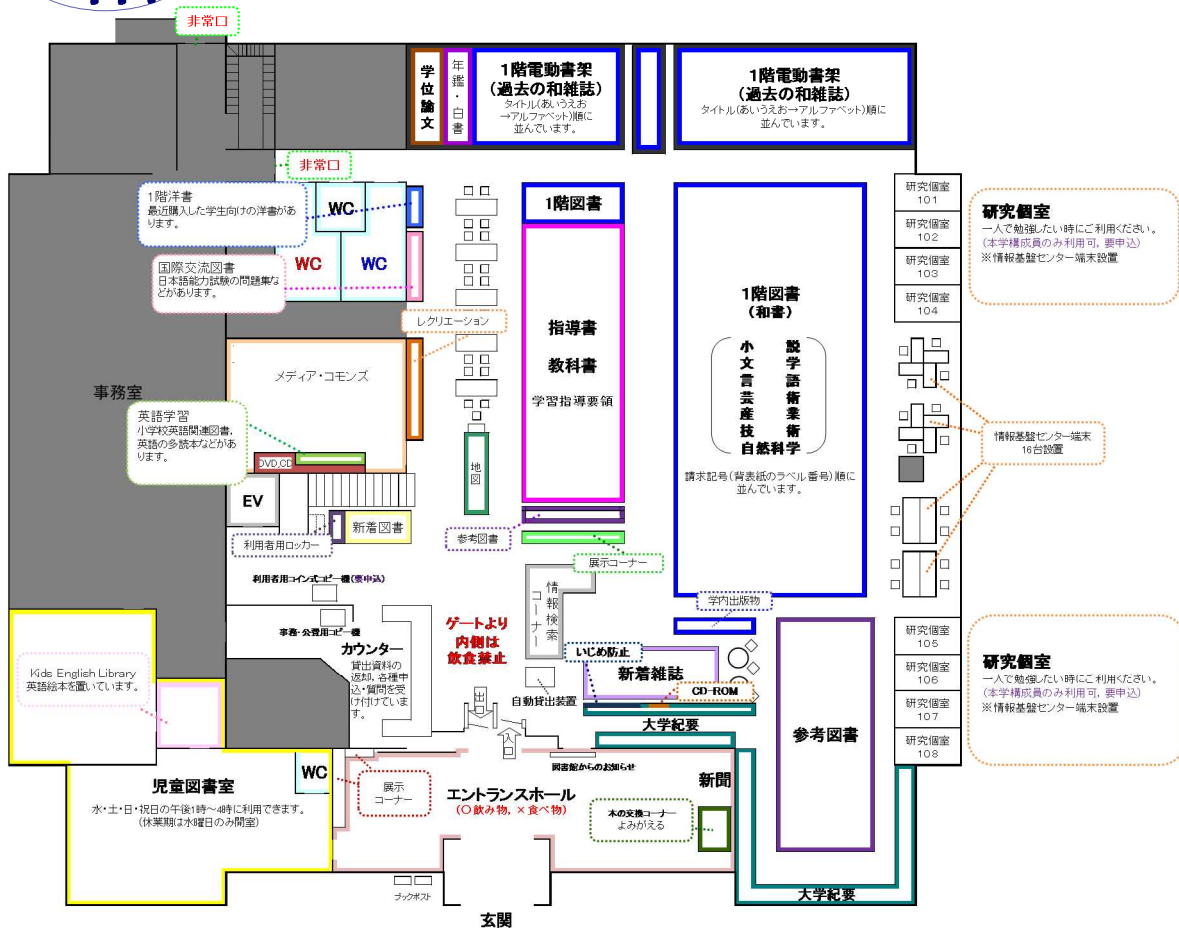 非常口
学位論文
年鑑・白書
1階電動書架
(過去の和雑誌)
タイトル(あいうえお
→アルファベット)順に
並んでいます。
1階電動書架
(過去の和雑誌)
タイトル(あいうえお→アルファベット)順に
並んでいます。
非常口
1階洋書
最近購入した学生向けの洋書があ
ります。
WC
WC
WC
国際交流図書
日本語能力試験の問題集な
どがあります。
1階図書
指導書
教科書
学習指導要領
1階図書
(和書)
小説
文学
言語
芸術
産業
技術
自然科学
請求記号(背表紙のラベル番号)順に
並んでいます。
研究個室
101
研究個室
102
研究個室
103
研究個室
104
研究個室
一人で勉強したい時にご利用ください。
(本学構成員のみ利用可, 要申込)
※情報基盤センター端末設置
レクリエーション
メディア・コモンズ
事務室
英語学習
小学校英語関連図書,
英語の多読本などがあ
ります。
DVD,CD
地図
情報基盤センター端末
16台設置
EV
新着図書
利用者用ロッカー
参考図書
展示コーナー
利用者用コイン式コピー機(要申込)
情報検索
コーナー
学内出版物
事務・公費用コピー機
カウンター
貸出資料の
返却, 各種申
込・質問を受
け付けていま
す。
ゲートより
内側は
飲食禁止
いじめ防止
新着雑誌
CD-ROM
自動貸出装置
出口
入口
大学紀要
Kids English Library
英語絵本を置いています。
参考図書
研究個室
105
研究個室
106
研究個室
107
研究個室
108
研究個室
一人で勉強したい時にご利用ください。
(本学構成員のみ利用可, 要申込)
※情報基盤センター端末設置
児童図書室
水・土・日・祝日の午後1時～4時に利用できます。
(休業期は水曜日のみ開室)
WC
展示
コーナー
エントランスホール
(○飲み物, ×食べ物)
図書館からのお知らせ
新聞
本の交換コーナー
よみがえる
ブックポスト
玄関
大学紀要